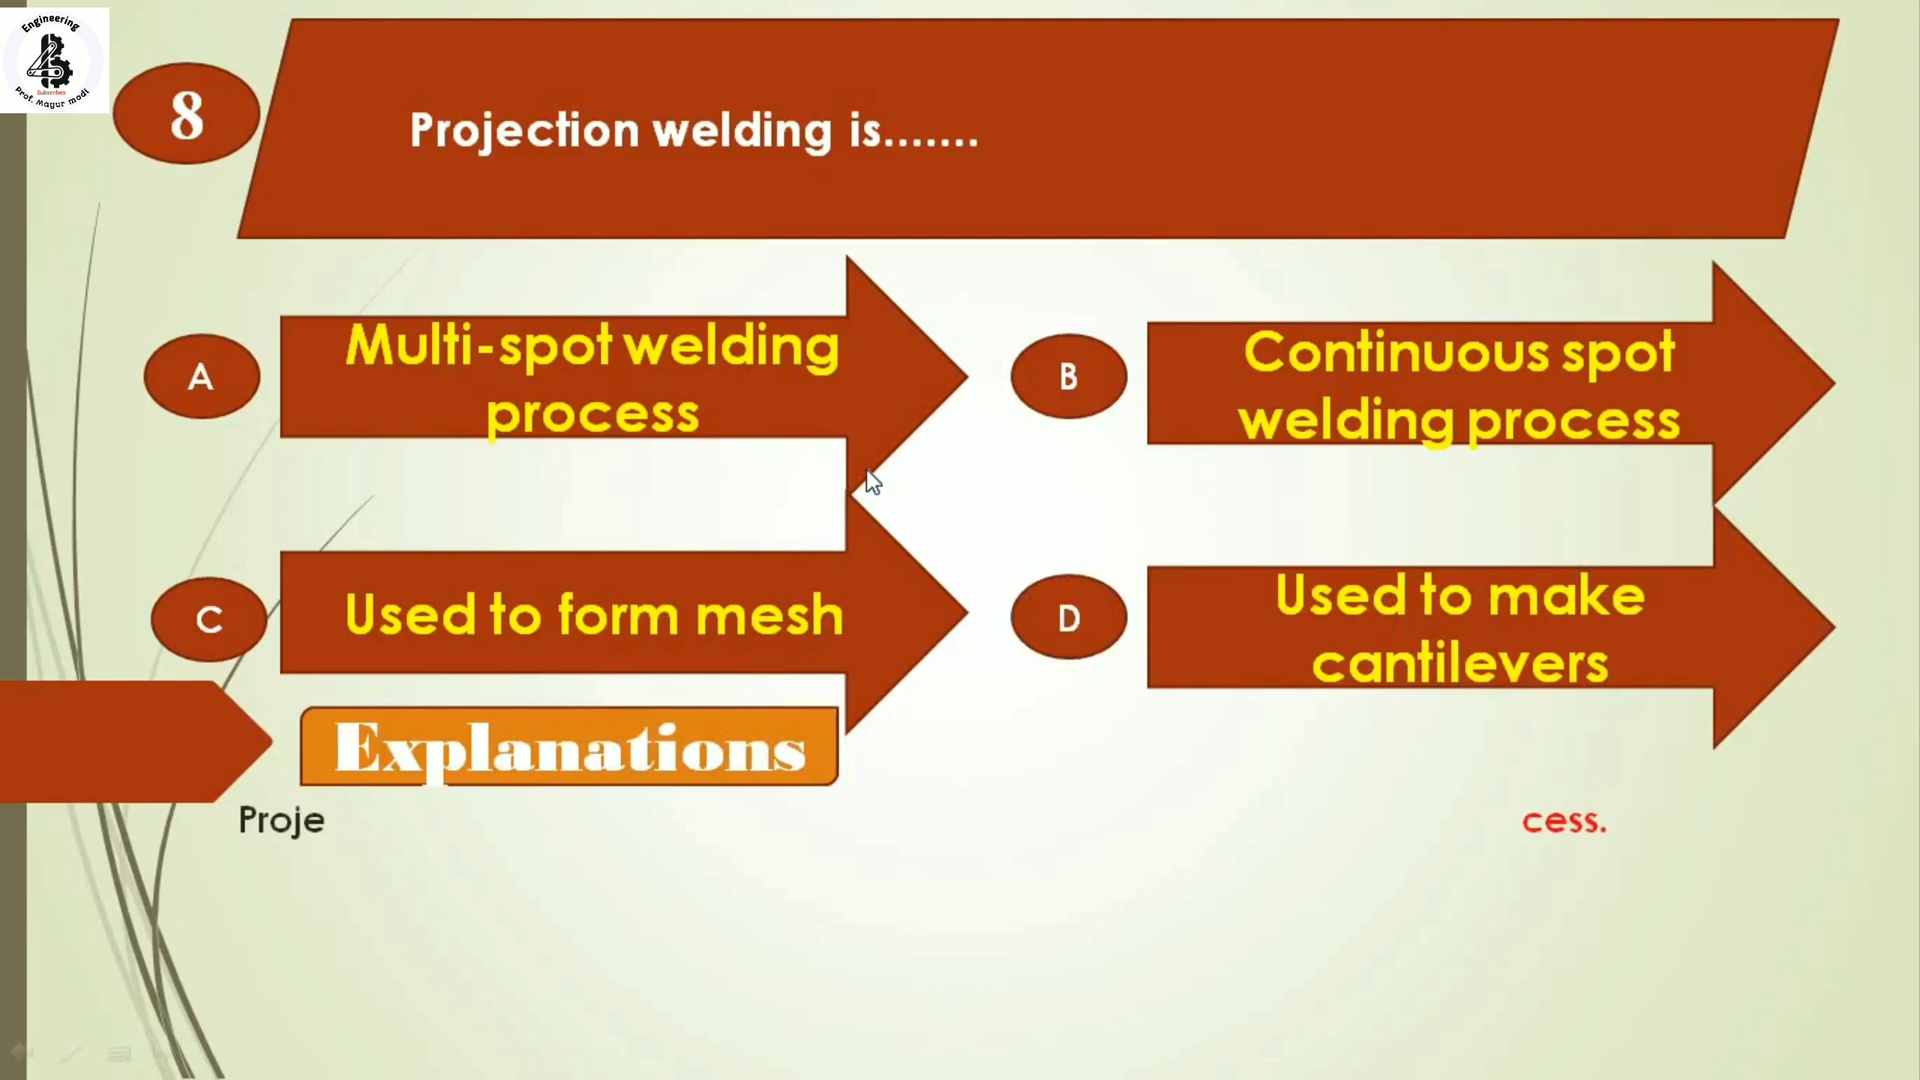 Engineering
Subscribes
Prof. Mayur modi
8
Projection welding is.......
A
Multi-spot welding
process
B
Continuous spot
welding process
C
Used to form mesh
D
Used to make
cantilevers
Explanations
Proje
cess.